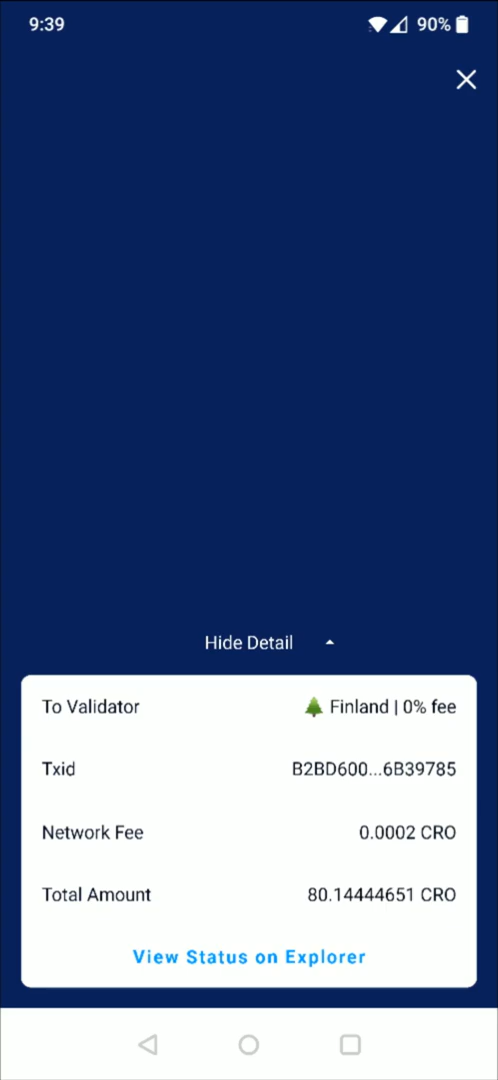 9:39
90%
Hide Detail
To Validator
🌲 Finland | 0% fee
Txid
B2BD600...6B39785
Network Fee
0.0002 CRO
Total Amount
80.14444651 CRO
View Status on Explorer